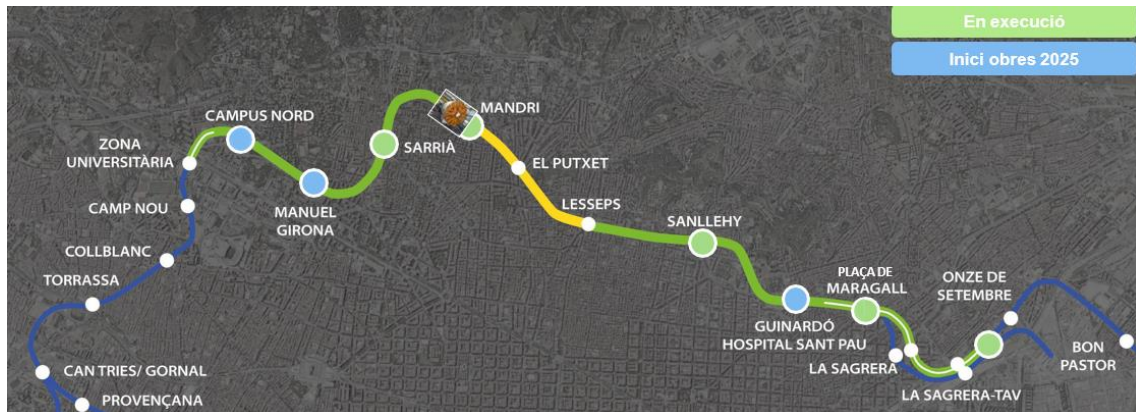 En execució
Inici obres 2025
CAMPUS NORD
MANDRI
ZONA
UNIVERSITÀRIA
SARRIÀ
EL PUTXET
CAMP NOU
MANUEL
GIRONA
LESSEPS
SANLLEHY
COLLBLANC
TORRASSA
PLAÇA DE
MARAGALL
ONZE DE
SETEMBRE
GUINARDÓ
HOSPITAL SANT PAU
LA SAGRERA
BON
PASTOR
CAN TRIES/ GORNAL
LA SAGRERA-TAV
PROVENÇANA